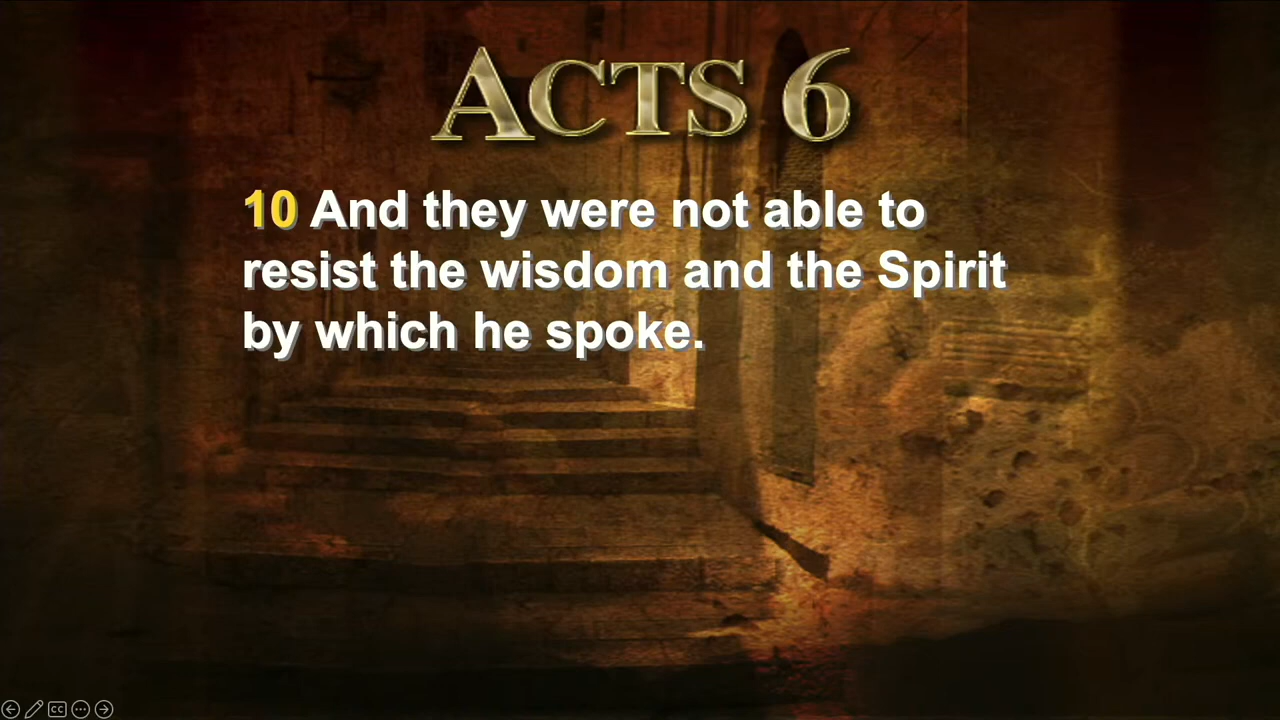 ACTS 6
10 And they were not able to
resist the wisdom and the Spirit
by which he spoke.
CC